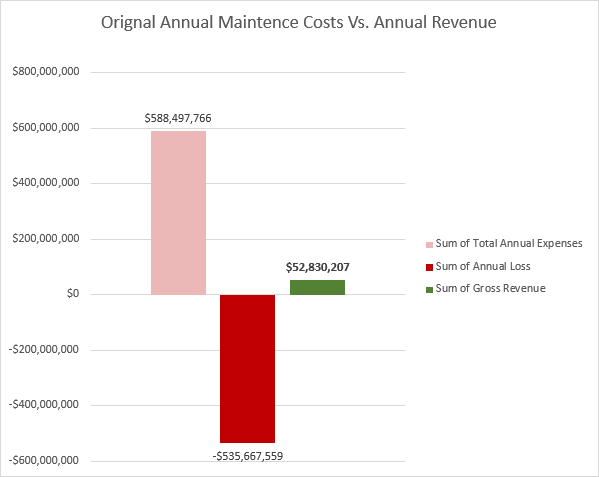 Orignal Annual Maintence Costs Vs. Annual Revenue
$800,000,000
$600,000,000
$400,000,000
$200,000,000
$0
-$200,000,000
-$400,000,000
-$600,000,000
$588,497,766
-$535,667,559
$52,830,207
Sum of Total Annual Expenses
Sum of Annual Loss
Sum of Gross Revenue